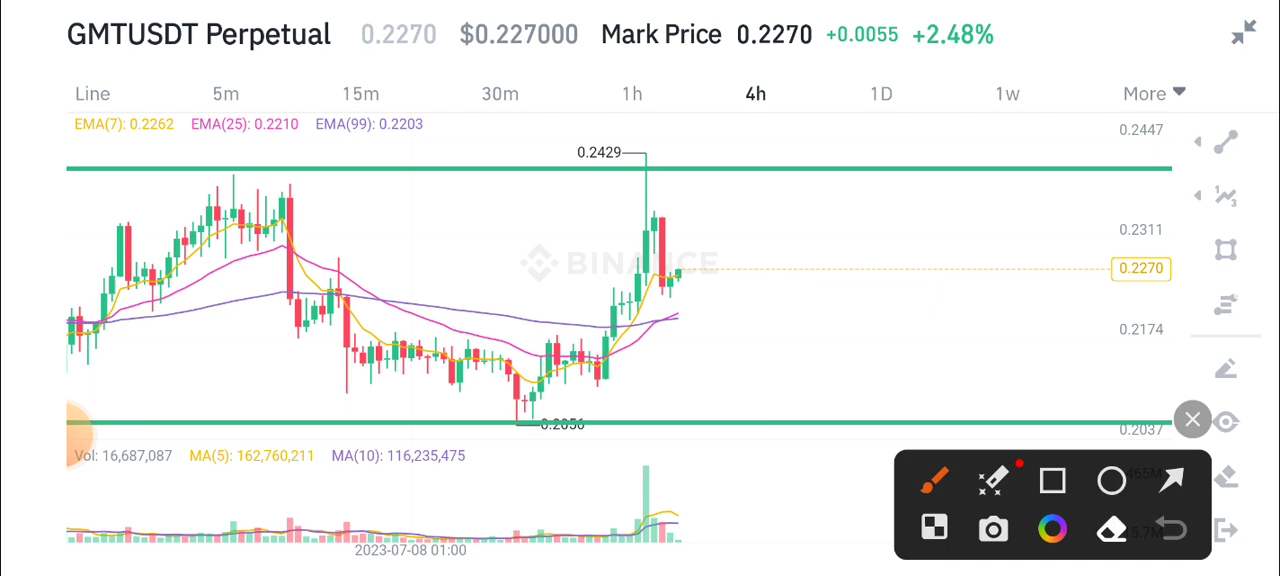 GMTUSDT Perpetual 0.2270 $0.227000 Mark Price 0.2270 +0.0055 +2.48%
Line 5m 15m 30m 1h 4h 1D 1w More
EMA(7): 0.2262 EMA(25): 0.2210 EMA(99): 0.2203
0.2447
0.2429
0.2311
BINANCE
0.2270
0.2174
0.2037
Vol: 16,687,087 MA(5): 162,760,211 MA(10): 116,235,475
2023-07-08 01:00